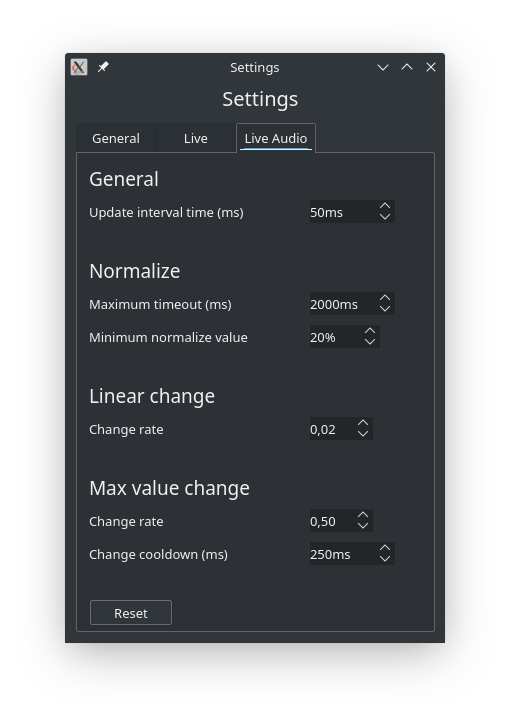 Settings
Settings
General Live Live Audio
General
Update interval time (ms) 50ms
Normalize
Maximum timeout (ms) 2000ms
Minimum normalize value 20%
Linear change
Change rate 0,02
Max value change
Change rate 0,50
Change cooldown (ms) 250ms
Reset